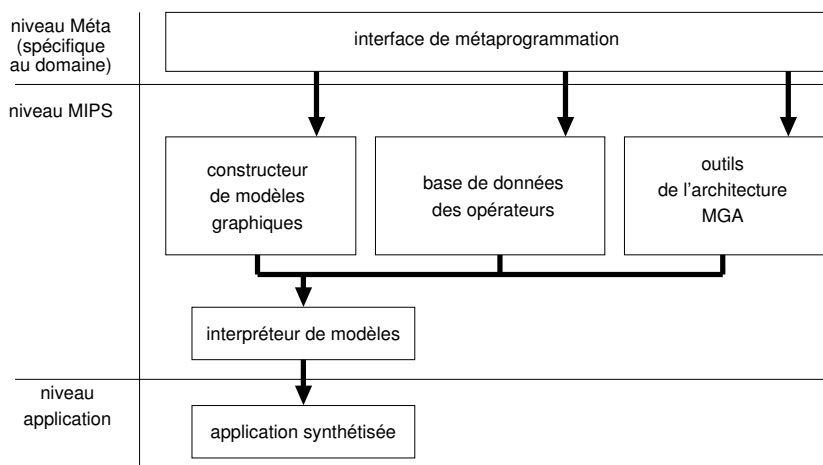 niveau Méta
(spécifique
au domaine)
interface de métaprogrammation
niveau MIPS
constructeur
de modèles
graphiques
base de données
des opérateurs
outils
de l'architecture
MGA
interpréteur de modèles
niveau
application
application synthétisée